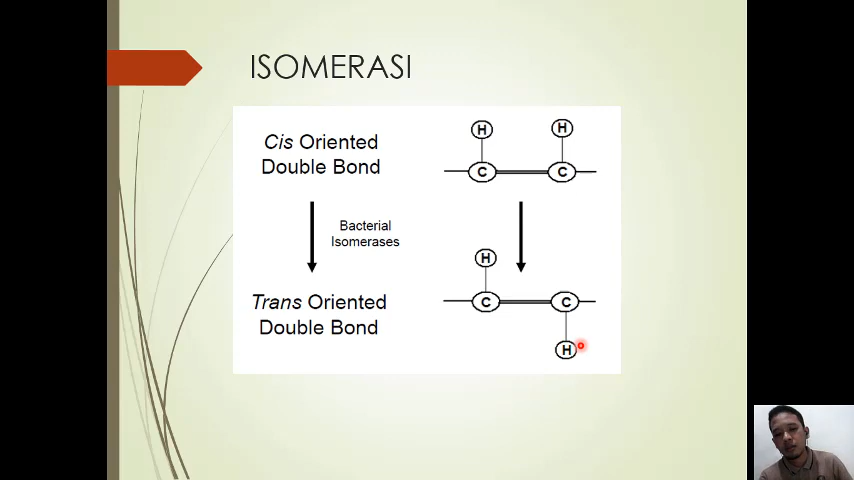 ISOMERASI
Cis Oriented
Double Bond
H H
C C
Bacterial
Isomerases
H
Trans Oriented
Double Bond
C C
H